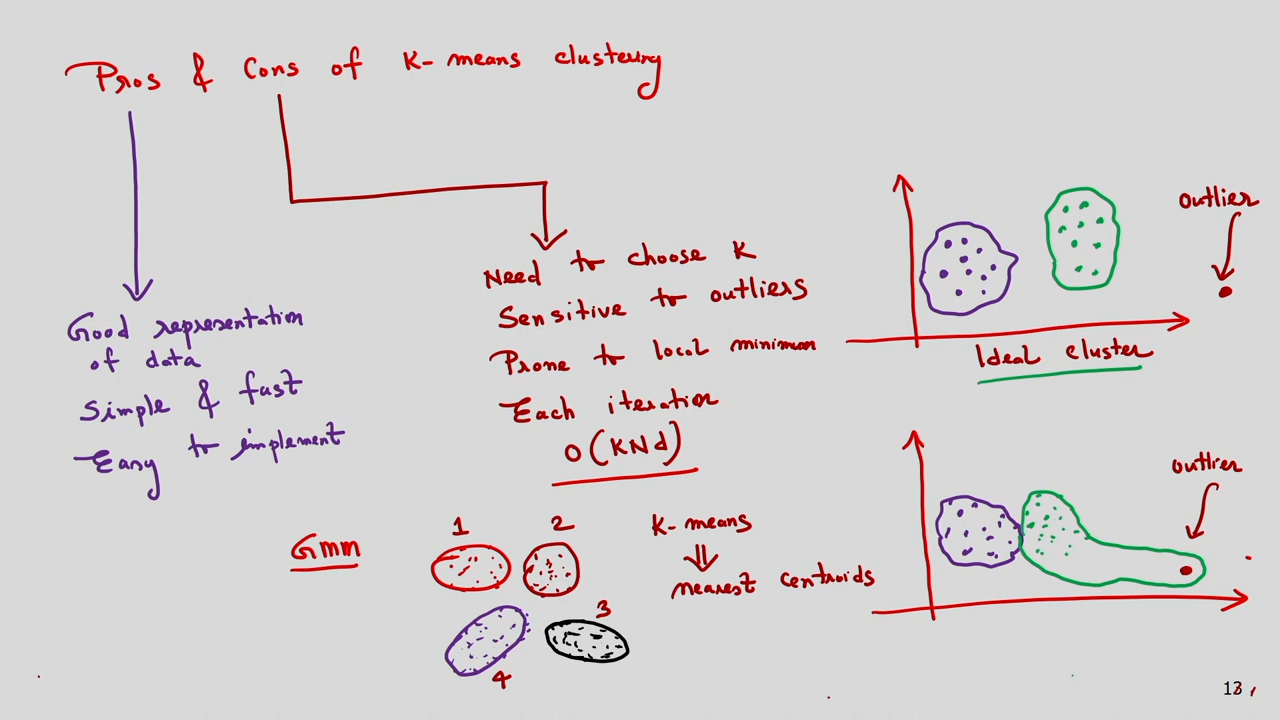 Pros & Cons of K-means clustering
Good representation
of data
Simple & fast
Easy to implement
Need to choose K
Sensitive to outliers
Prone to local minimum
Each iteration
O(KNd)
outlier
Ideal cluster
outlier
GMM
1
2
3
4
K-means
nearest centroids